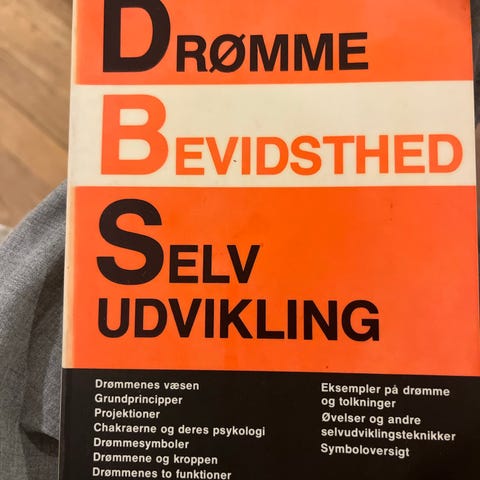 DRØMME
BEVIDSTHED
SELV
UDVIKLING
Drømmenes væsen
Grundprincipper
Projektioner
Chakraerne og deres psykologi
Drømmesymboler
Drømmene og kroppen
Drømmenes to funktioner
Eksempler på drømme
og tolkninger
Øvelser og andre
selvudviklingsteknikker
Symboloversigt